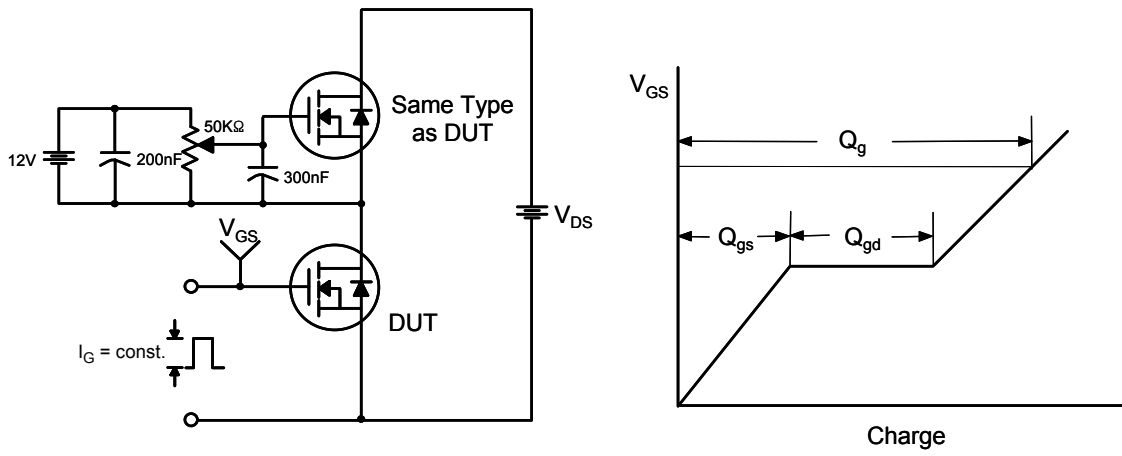 12V
200nF
50KΩ
300nF
Same Type
as DUT
V_DS
V_GS
DUT
I_G = const.
V_GS
Q_g
Q_gs
Q_gd
Charge